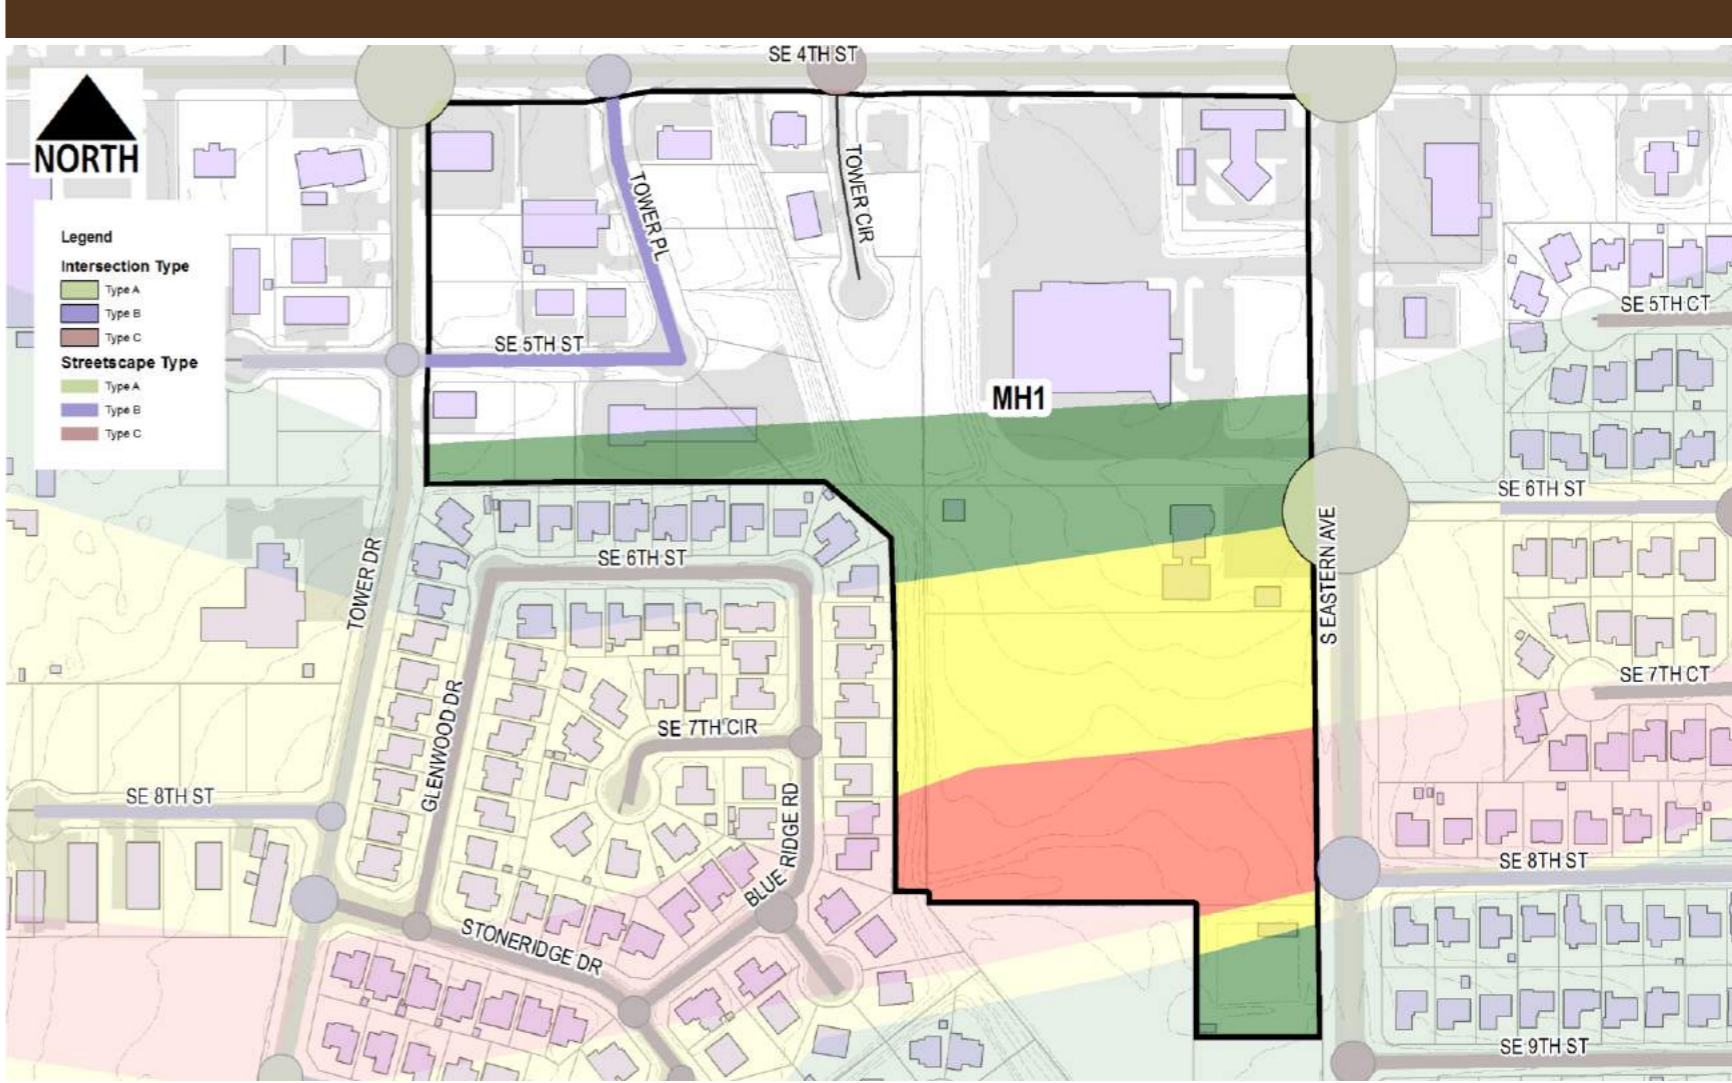 SE 4TH ST
NORTH
TOWER PL
TOWER CIR
Legend
Intersection Type
Type A
Type B
Type C
Streetscape Type
Type A
Type B
Type C
SE 5TH ST
SE 5TH CT
MH1
SE 6TH ST
TOWER DR
SE 6TH ST
S EASTERN AVE
GLENWOOD DR
SE 7TH CIR
SE 7TH CT
SE 8TH ST
BLUE RIDGE RD
SE 8TH ST
STONERIDGE DR
SE 9TH ST